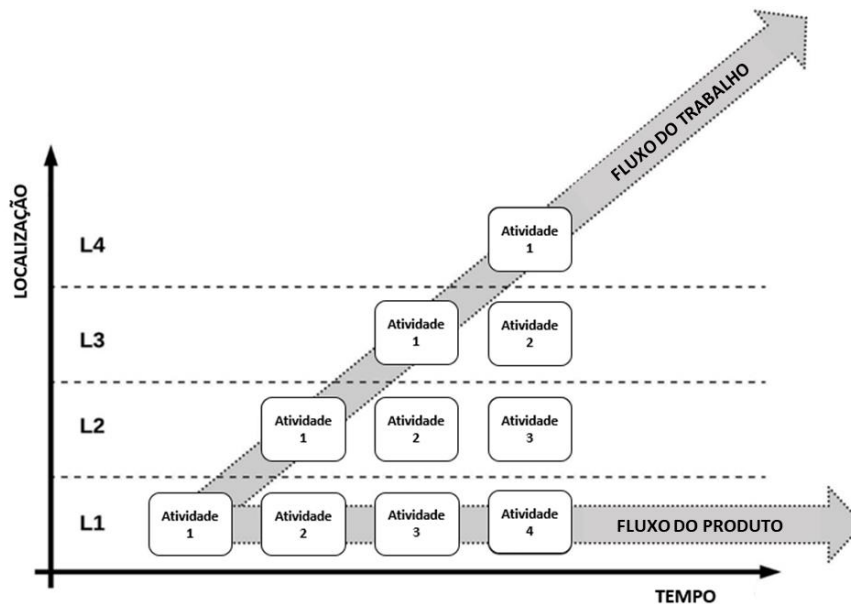 FLUXO DO TRABALHO
LOCALIZAÇÃO
L4
Atividade
1
L3
Atividade
1
Atividade
2
L2
Atividade
1
Atividade
2
Atividade
3
L1
Atividade
1
Atividade
2
Atividade
3
Atividade
4
FLUXO DO PRODUTO
TEMPO